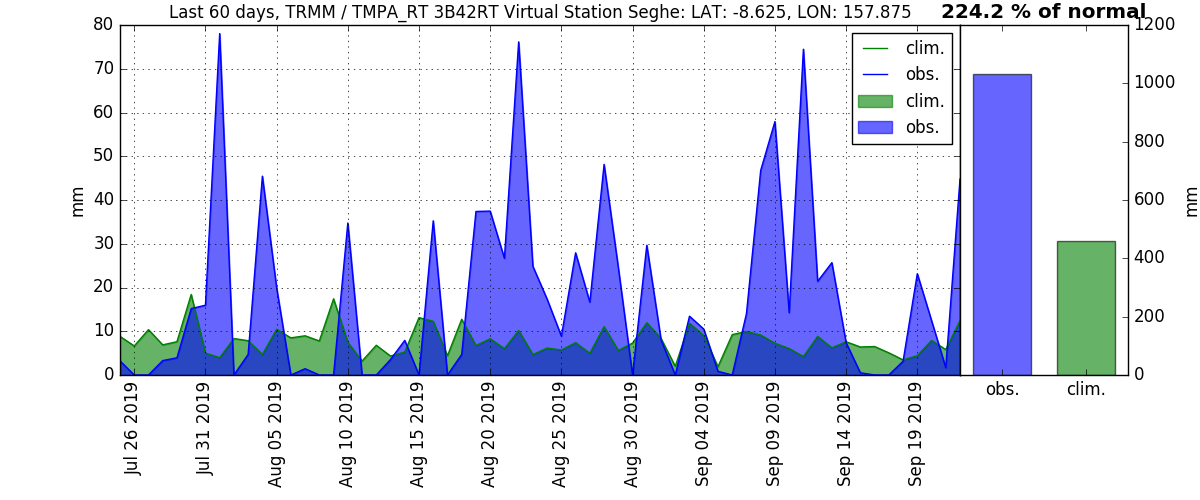 Last 60 days, TRMM / TMPA_RT 3B42RT Virtual Station Seghe: LAT: -8.625, LON: 157.875
224.2 % of normal
80
70
60
50
40
30
20
10
0
mm
clim.
obs.
clim.
obs.
1200
1000
800
600
400
200
0
mm
Jul 26 2019
Jul 31 2019
Aug 05 2019
Aug 10 2019
Aug 15 2019
Aug 20 2019
Aug 25 2019
Aug 30 2019
Sep 04 2019
Sep 09 2019
Sep 14 2019
Sep 19 2019
obs.
clim.